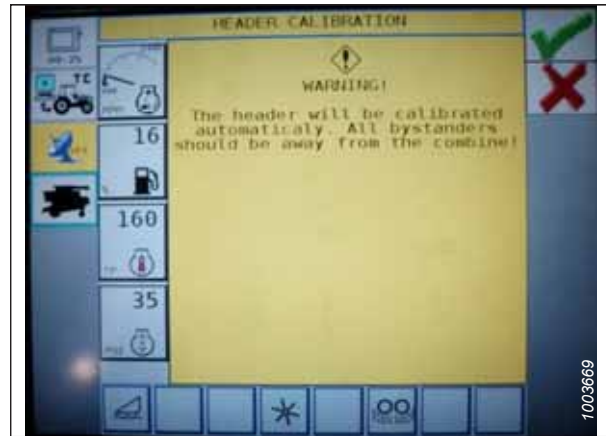 HEADER CALIBRATION
TC
WARNING!
The header will be calibrated
automaticaly. All bystanders
should be away from the combine!
16
160
°F
35
1003669